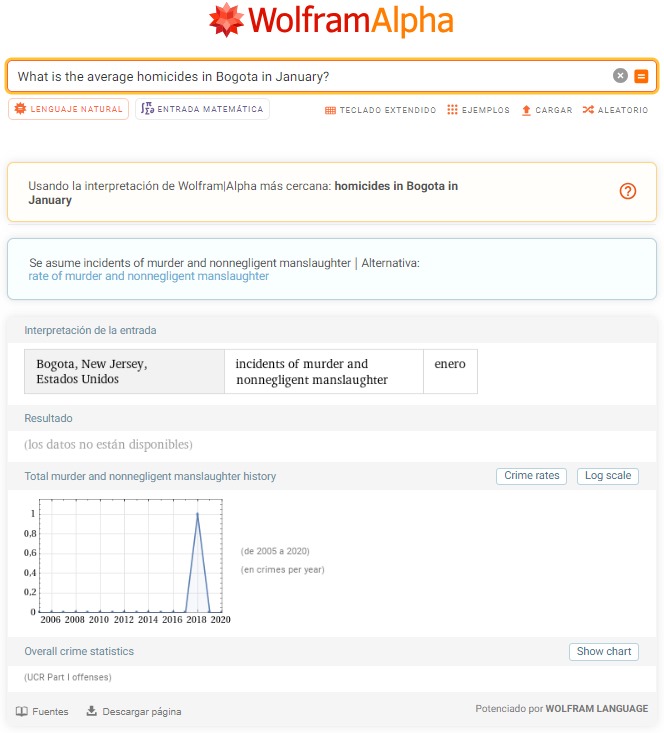 WolframAlpha
What is the average homicides in Bogota in January?
LENGUAJE NATURAL
ENTRADA MATEMÁTICA
TECLADO EXTENDIDO
EJEMPLOS
CARGAR
ALEATORIO
Usando la interpretación de Wolfram|Alpha más cercana: homicides in Bogota in
January
Se asume incidents of murder and nonnegligent manslaughter | Alternativa:
rate of murder and nonnegligent manslaughter
Interpretación de la entrada
Bogota, New Jersey,
Estados Unidos
incidents of murder and
nonnegligent manslaughter
enero
Resultado
(los datos no están disponibles)
Total murder and nonnegligent manslaughter history
Crime rates
Log scale
1
0,8
0,6
0,4
0,2
0
2006 2008 2010 2012 2014 2016 2018 2020
(de 2005 a 2020)
(en crimes per year)
Overall crime statistics
Show chart
(UCR Part I offenses)
Fuentes
Descargar página
Potenciado por WOLFRAM LANGUAGE